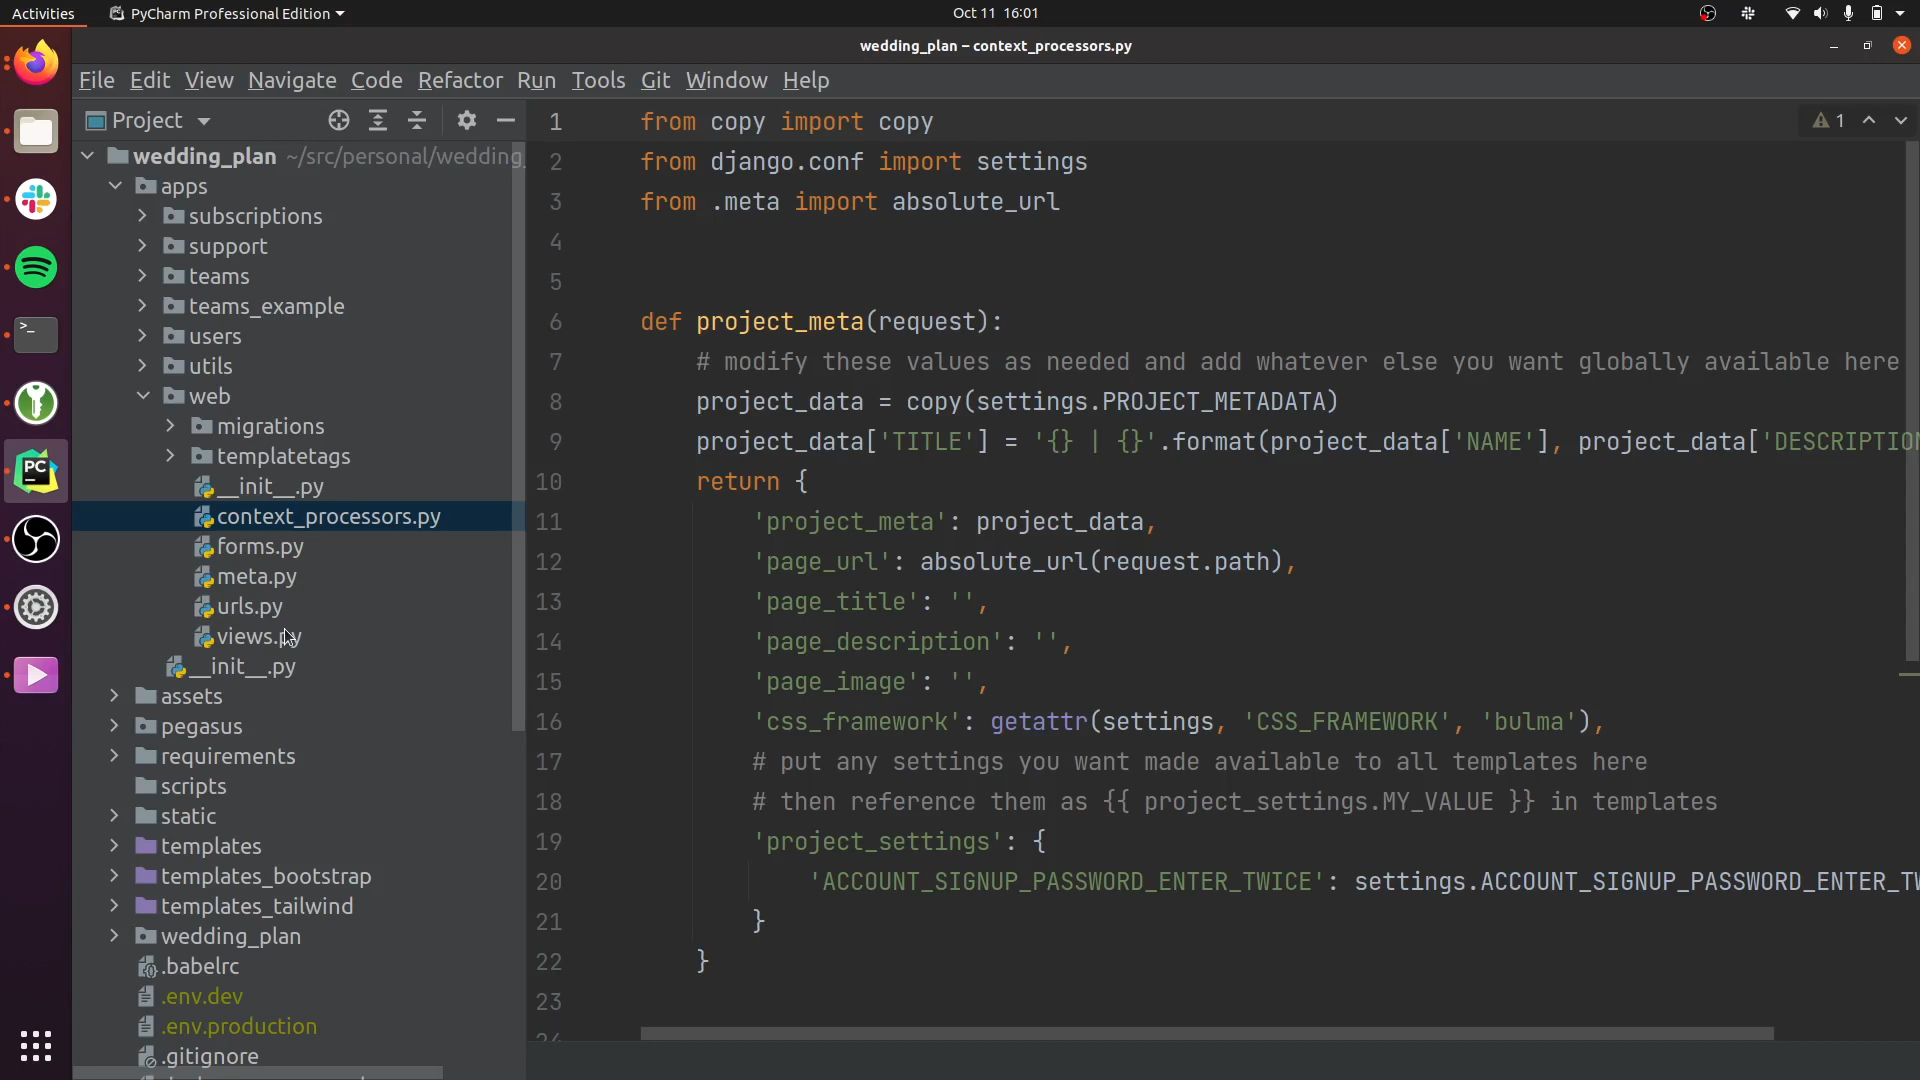 Activities
PyCharm Professional Edition
Oct 11 16:01
wedding_plan – context_processors.py
File Edit View Navigate Code Refactor Run Tools Git Window Help
Project
wedding_plan ~/src/personal/wedding
apps
subscriptions
support
teams
teams_example
users
utils
web
migrations
templatetags
__init__.py
context_processors.py
forms.py
meta.py
urls.py
views.py
__init__.py
assets
pegasus
requirements
scripts
static
templates
templates_bootstrap
templates_tailwind
wedding_plan
.babelrc
.env.dev
.env.production
.gitignore
1
1 from copy import copy
2 from django.conf import settings
3 from .meta import absolute_url
4
5
6 def project_meta(request):
7 # modify these values as needed and add whatever else you want globally available here
8 project_data = copy(settings.PROJECT_METADATA)
9 project_data['TITLE'] = '{} | {}'.format(project_data['NAME'], project_data['DESCRIPTION
10 return {
11 'project_meta': project_data,
12 'page_url': absolute_url(request.path),
13 'page_title': '',
14 'page_description': '',
15 'page_image': '',
16 'css_framework': getattr(settings, 'CSS_FRAMEWORK', 'bulma'),
17 # put any settings you want made available to all templates here
18 # then reference them as {{ project_settings.MY_VALUE }} in templates
19 'project_settings': {
20 'ACCOUNT_SIGNUP_PASSWORD_ENTER_TWICE': settings.ACCOUNT_SIGNUP_PASSWORD_ENTER_TW
21 }
22 }
23
PC